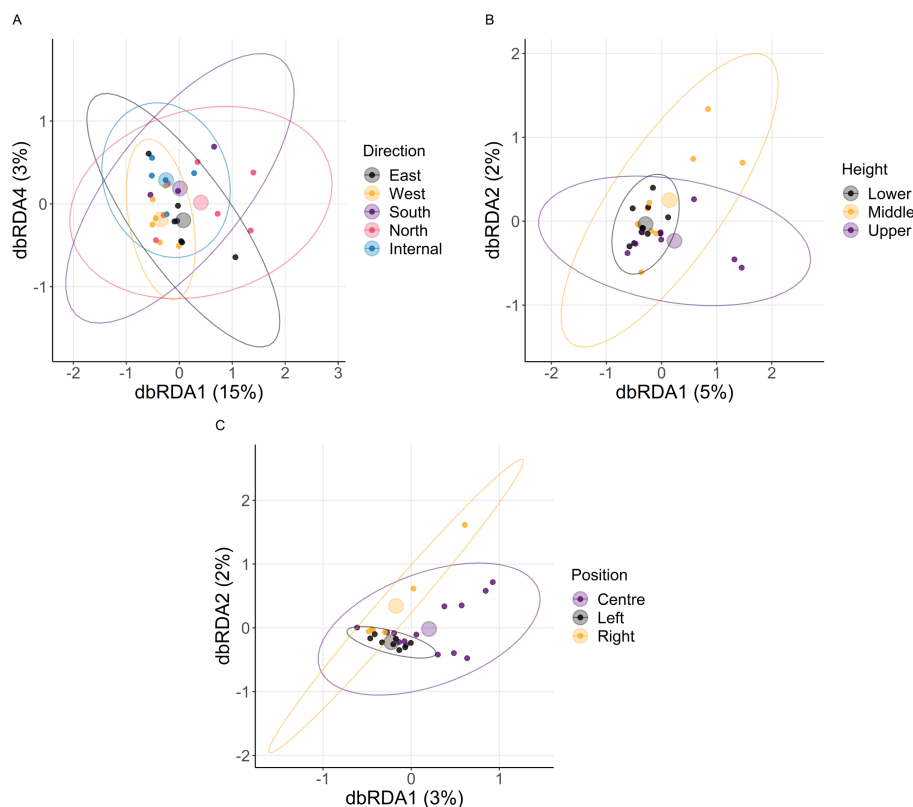 A
dbRDA4 (3%)
1
0
-1
-2
-1
0
1
2
3
dbRDA1 (15%)
Direction
East
West
South
North
Internal
B
dbRDA2 (2%)
2
1
0
-1
-2
-1
0
1
2
dbRDA1 (5%)
Height
Lower
Middle
Upper
C
dbRDA2 (2%)
2
1
0
-1
-2
-1
0
1
dbRDA1 (3%)
Position
Centre
Left
Right